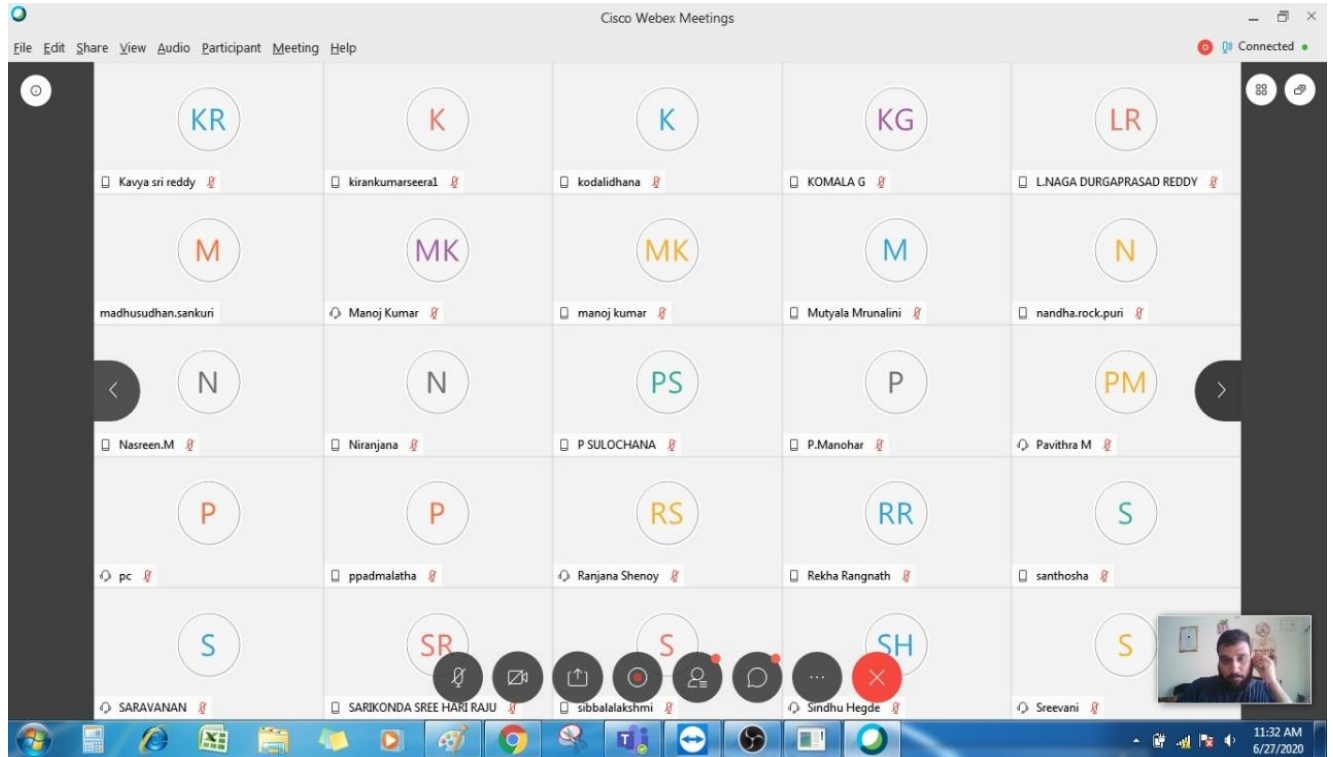 Cisco Webex Meetings
File Edit Share View Audio Participant Meeting Help
Connected
KR K K KG LR
Kavya sri reddy kirankumarseera1 kodalidhana KOMALA G L.NAGA DURGAPRASAD REDDY
M MK MK M N
madhusudhan.sankuri Manoj Kumar manoj kumar Mutyala Mrunalini nandha.rock.puri
N N PS P PM
Nasreen.M Niranjana P SULOCHANA P.Manohar Pavithra M
P P RS RR S
pc ppadmalatha Ranjana Shenoy Rekha Rangnath santhosha
S SR S SH S
SARAVANAN SARIKONDA SREE HARI RAJU sibbalalakshmi Sindhu Hegde Sreevani
11:32 AM
6/27/2020